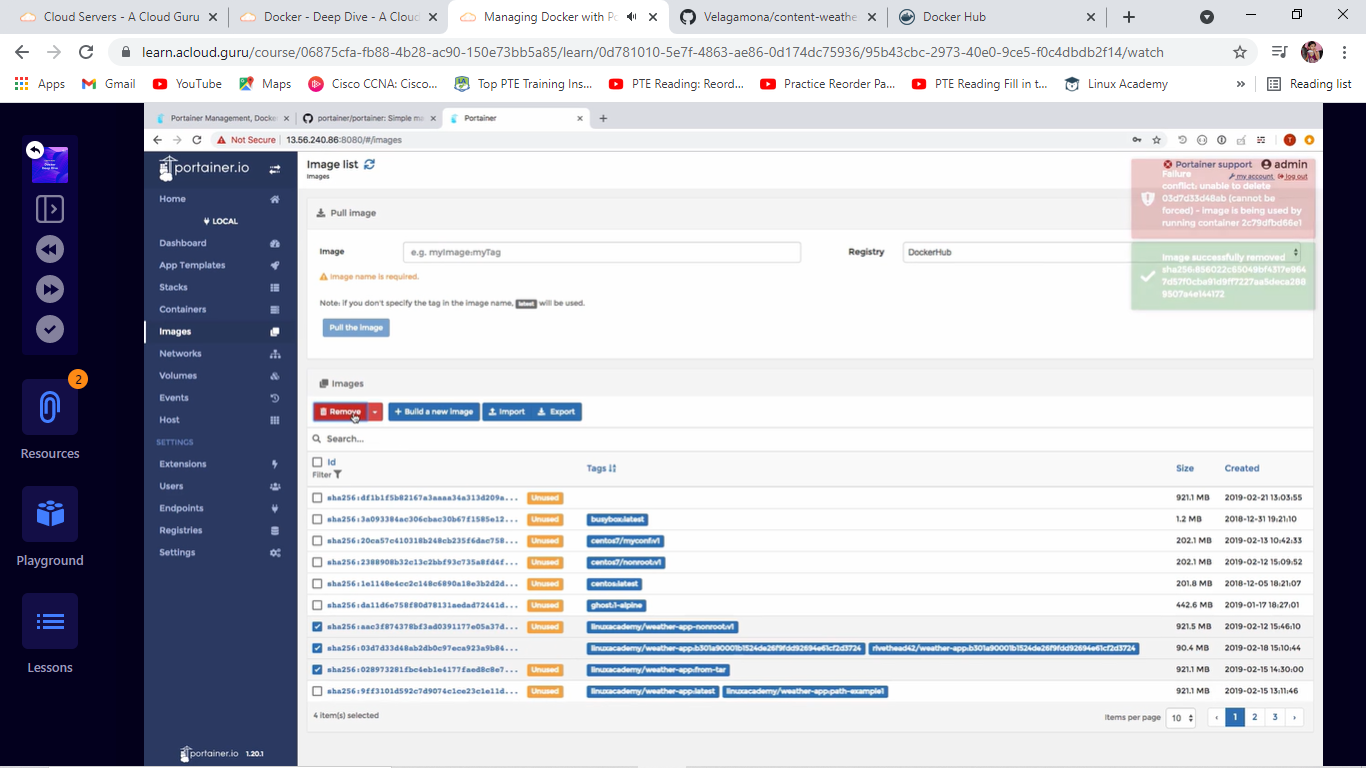 Cloud Servers - A Cloud Guru
Docker - Deep Dive - A Cloud
Managing Docker with Po
Velagamona/content-weathe
Docker Hub
learn.acloud.guru/course/06875cfa-fb88-4b28-ac90-150e73bb5a85/learn/0d781010-5e7f-4863-ae86-0d174dc75936/95b43cbc-2973-40e0-9ce5-f0c4dbdb2f14/watch
Apps Gmail YouTube Maps Cisco CCNA: Cisco... Top PTE Training Ins... PTE Reading: Reord... Practice Reorder Pa... PTE Reading Fill in t... Linux Academy » Reading list
Portainer Management, Docke
portainer/portainer: Simple ma
Portainer
Not Secure 13.56.240.86:8080/#/images
portainer.io
Home
LOCAL
Dashboard
App Templates
Stacks
Containers
Images
Networks
Volumes
Events
Host
SETTINGS
Extensions
Users
Endpoints
Registries
Settings
portainer.io 1.20.1
2
Resources
Playground
Lessons
Image list
Images
Portainer support admin
my account log out
Failure
conflict: unable to delete
03d7d33d48ab (cannot be
forced) - image is being used by
running container 2c79dfbd66e1
Image successfully removed
Pull image
Image e.g. myImage:myTag Registry DockerHub
Image name is required.
Note: if you don't specify the tag in the image name, latest will be used.
Pull the image
Images
Remove Build a new image Import Export
Search...
Id
Filter
Tags Size Created
sha256:df1b1f5b82167a3aaaa34a313d209a... Unused 921.1 MB 2019-02-21 13:03:55
sha256:3a093384ac306cbac30b67f1585e12... Unused busybox:latest 1.2 MB 2018-12-31 19:21:10
sha256:20ca57c410318b248cb235f6dac758... Unused centos7/myconf:v1 202.1 MB 2019-02-13 10:42:33
sha256:2388908b32c13c2bbf93c735a8fd4f... Unused centos7/nonroot:v1 202.1 MB 2019-02-12 15:09:52
sha256:1e1148e4cc2c148c6890a18e3b2d2d... Unused centos:latest 201.8 MB 2018-12-05 18:21:07
sha256:da11d6e758f80d78131aedad72441d... Unused ghost:1-alpine 442.6 MB 2019-01-17 18:27:01
sha256:aac3f874378bf3ad0391177e05a37d... Unused linuxacademy/weather-app-nonroot:v1 921.5 MB 2019-02-12 15:46:10
sha256:03d7d33d48ab2db0c97eca923a9b84... linuxacademy/weather-app:b301a90001b1524de26f9fdd92694e61cf2d3724 rivethead42/weather-app:b301a90001b1524de26f9fdd92694e61cf2d3724 90.4 MB 2019-02-18 15:10:44
sha256:028973281fbc4eb1e4177faed8c8e7... Unused linuxacademy/weather-app:from-tar 921.1 MB 2019-02-15 14:30:00
sha256:9ff3101d592c7d9074c1ce23c1e11d... Unused linuxacademy/weather-app:latest linuxacademy/weather-app:path-example1 921.1 MB 2019-02-15 13:11:46
4 item(s) selected
Items per page 10 ‹ 1 2 3 ›